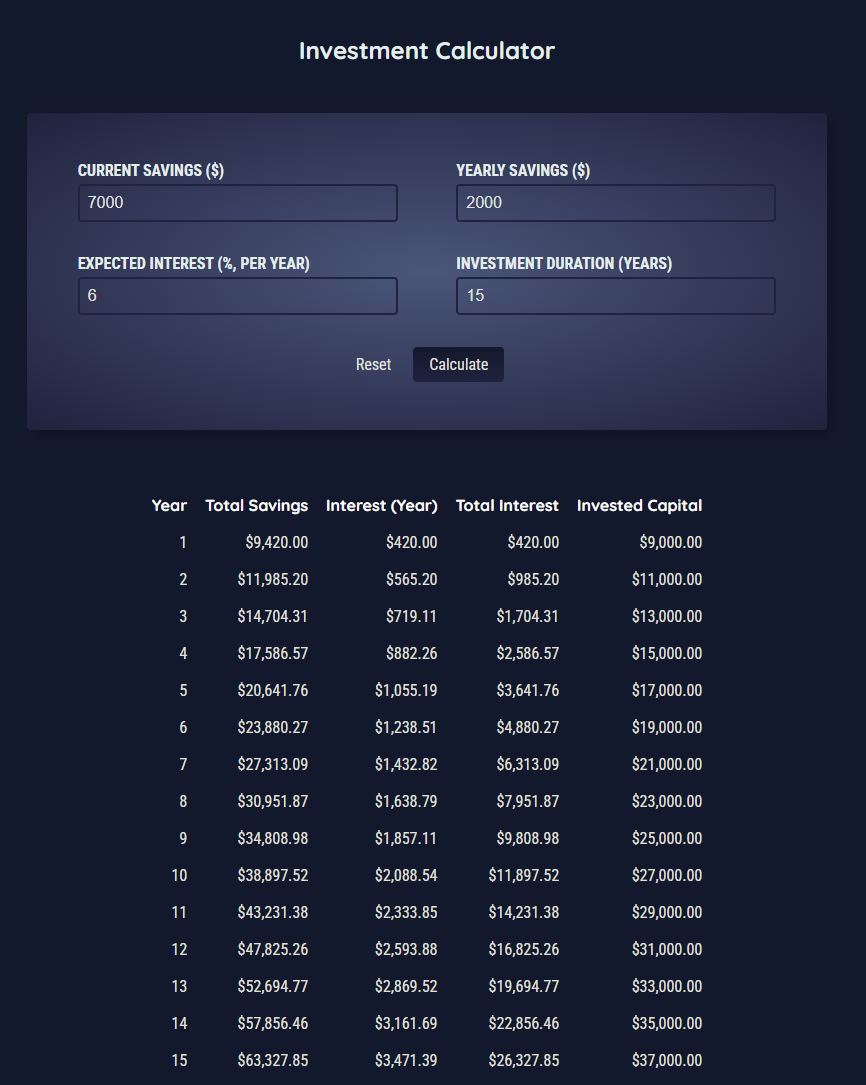 Investment Calculator
CURRENT SAVINGS ($) YEARLY SAVINGS ($)
7000 2000
EXPECTED INTEREST (%, PER YEAR) INVESTMENT DURATION (YEARS)
6 15
Reset Calculate
Year Total Savings Interest (Year) Total Interest Invested Capital
1 $9,420.00 $420.00 $420.00 $9,000.00
2 $11,985.20 $565.20 $985.20 $11,000.00
3 $14,704.31 $719.11 $1,704.31 $13,000.00
4 $17,586.57 $882.26 $2,586.57 $15,000.00
5 $20,641.76 $1,055.19 $3,641.76 $17,000.00
6 $23,880.27 $1,238.51 $4,880.27 $19,000.00
7 $27,313.09 $1,432.82 $6,313.09 $21,000.00
8 $30,951.87 $1,638.79 $7,951.87 $23,000.00
9 $34,808.98 $1,857.11 $9,808.98 $25,000.00
10 $38,897.52 $2,088.54 $11,897.52 $27,000.00
11 $43,231.38 $2,333.85 $14,231.38 $29,000.00
12 $47,825.26 $2,593.88 $16,825.26 $31,000.00
13 $52,694.77 $2,869.52 $19,694.77 $33,000.00
14 $57,856.46 $3,161.69 $22,856.46 $35,000.00
15 $63,327.85 $3,471.39 $26,327.85 $37,000.00